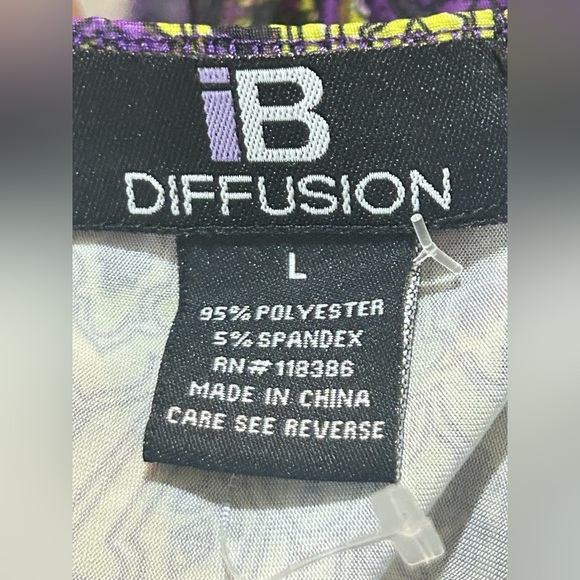 iB
DIFFUSION
L
95% POLYESTER
5% SPANDEX
RN#118386
MADE IN CHINA
CARE SEE REVERSE